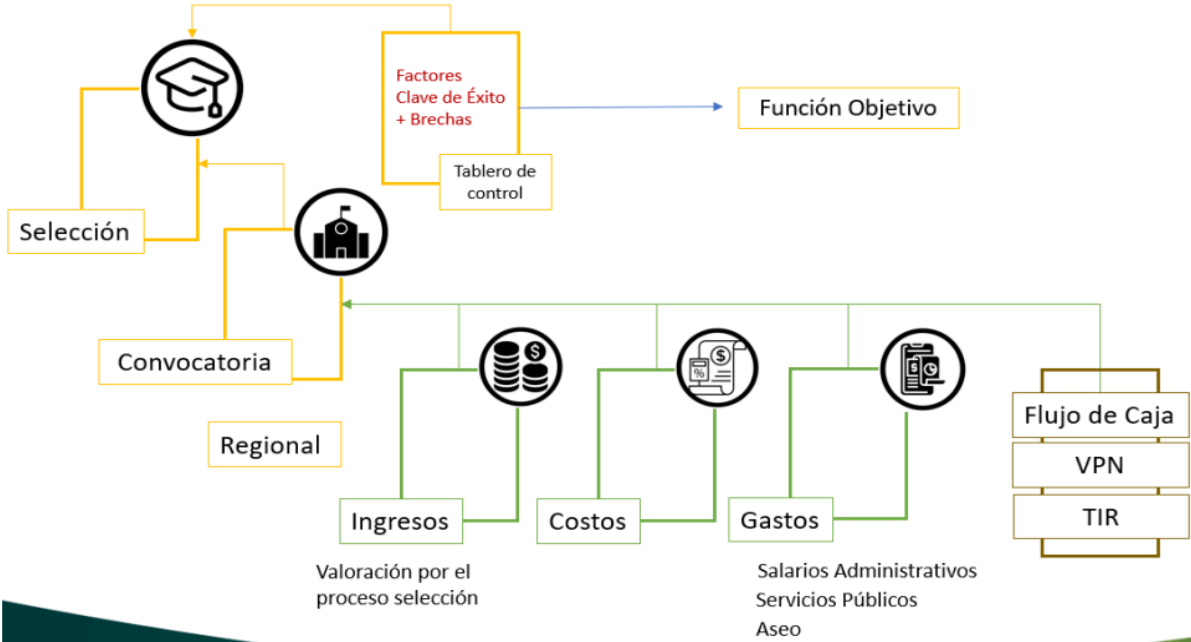 Factores
Clave de Éxito
+ Brechas
Función Objetivo
Tablero de
control
Selección
Convocatoria
Regional
Flujo de Caja
VPN
TIR
Ingresos
Costos
Gastos
Valoración por el
proceso selección
Salarios Administrativos
Servicios Públicos
Aseo
$
$
%
$